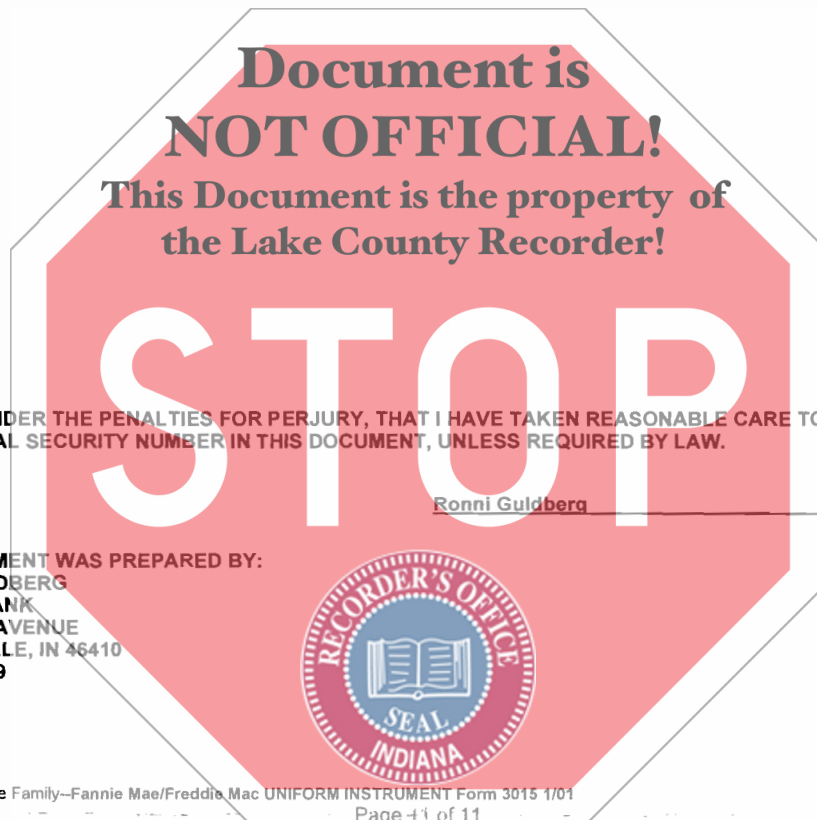 Document is
NOT OFFICIAL!
This Document is the property of
the Lake County Recorder!
STOP
DER THE PENALTIES FOR PERJURY, THAT I HAVE TAKEN REASONABLE CARE TO
AL SECURITY NUMBER IN THIS DOCUMENT, UNLESS REQUIRED BY LAW.
Ronni Guldberg
MENT WAS PREPARED BY:
DBERG
ANK
AVENUE
LE, IN 46410
9
RECORDER'S OFFICE
SEAL
INDIANA
e Family--Fannie Mae/Freddie Mac UNIFORM INSTRUMENT Form 3015 1/01
Page 11 of 11